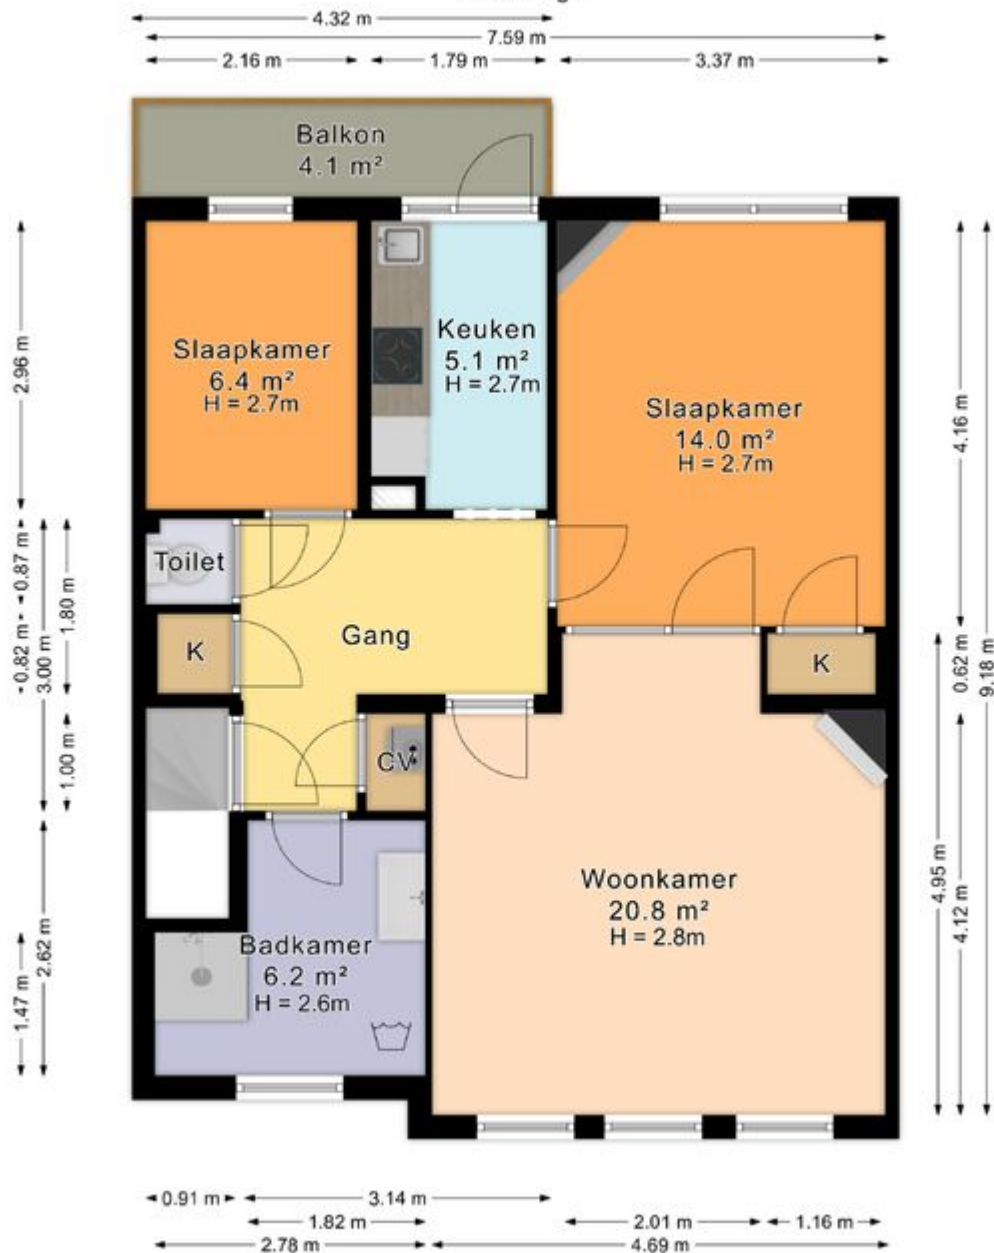 4.32 m
7.59 m
2.16 m
1.79 m
3.37 m
Balkon
4.1 m²
Slaapkamer
6.4 m²
H = 2.7m
Keuken
5.1 m²
H = 2.7m
Slaapkamer
14.0 m²
H = 2.7m
2.96 m
4.16 m
9.18 m
Toilet
0.87 m
1.80 m
K
Gang
K
0.82 m
3.00 m
0.62 m
CV
1.00 m
Woonkamer
20.8 m²
H = 2.8m
4.95 m
4.12 m
Badkamer
6.2 m²
H = 2.6m
2.62 m
1.47 m
0.91 m
3.14 m
1.82 m
2.01 m
1.16 m
2.78 m
4.69 m